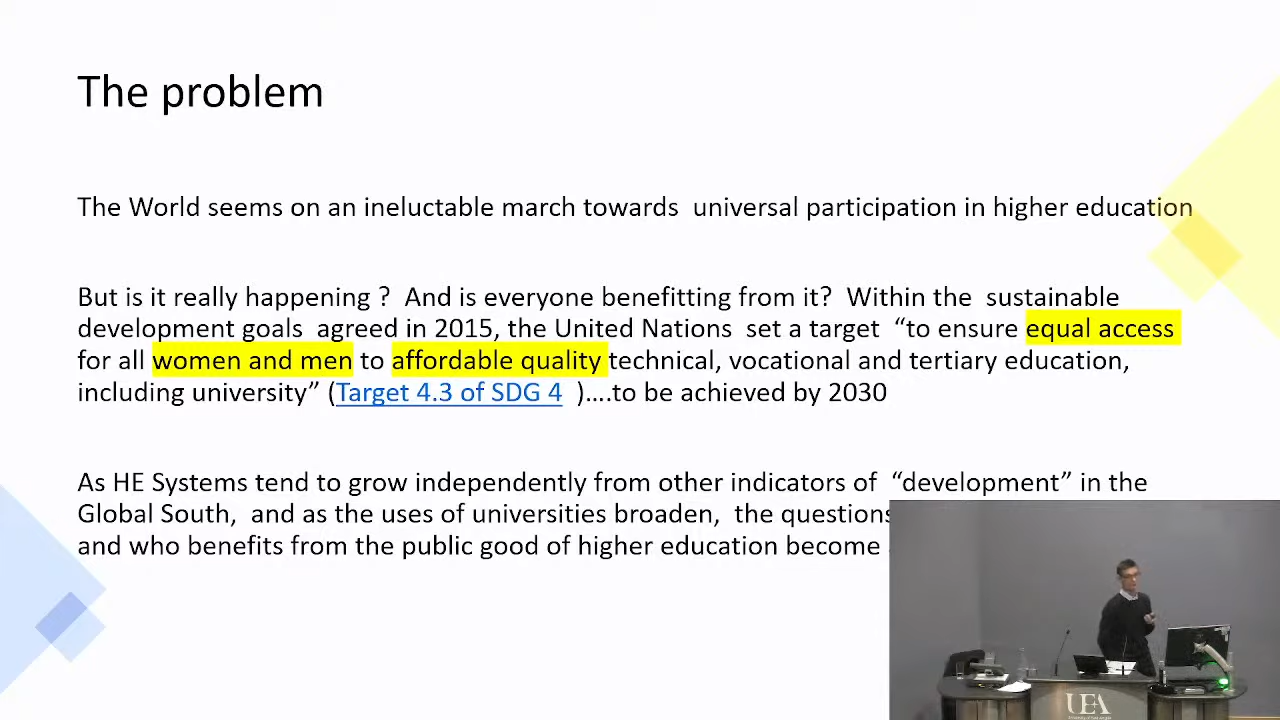 The problem
The World seems on an ineluctable march towards universal participation in higher education
But is it really happening ? And is everyone benefitting from it? Within the sustainable
development goals agreed in 2015, the United Nations set a target “to ensure equal access
for all women and men to affordable quality technical, vocational and tertiary education,
including university” (Target 4.3 of SDG 4 )….to be achieved by 2030
As HE Systems tend to grow independently from other indicators of “development” in the
Global South, and as the uses of universities broaden, the questions
and who benefits from the public good of higher education become
UEA